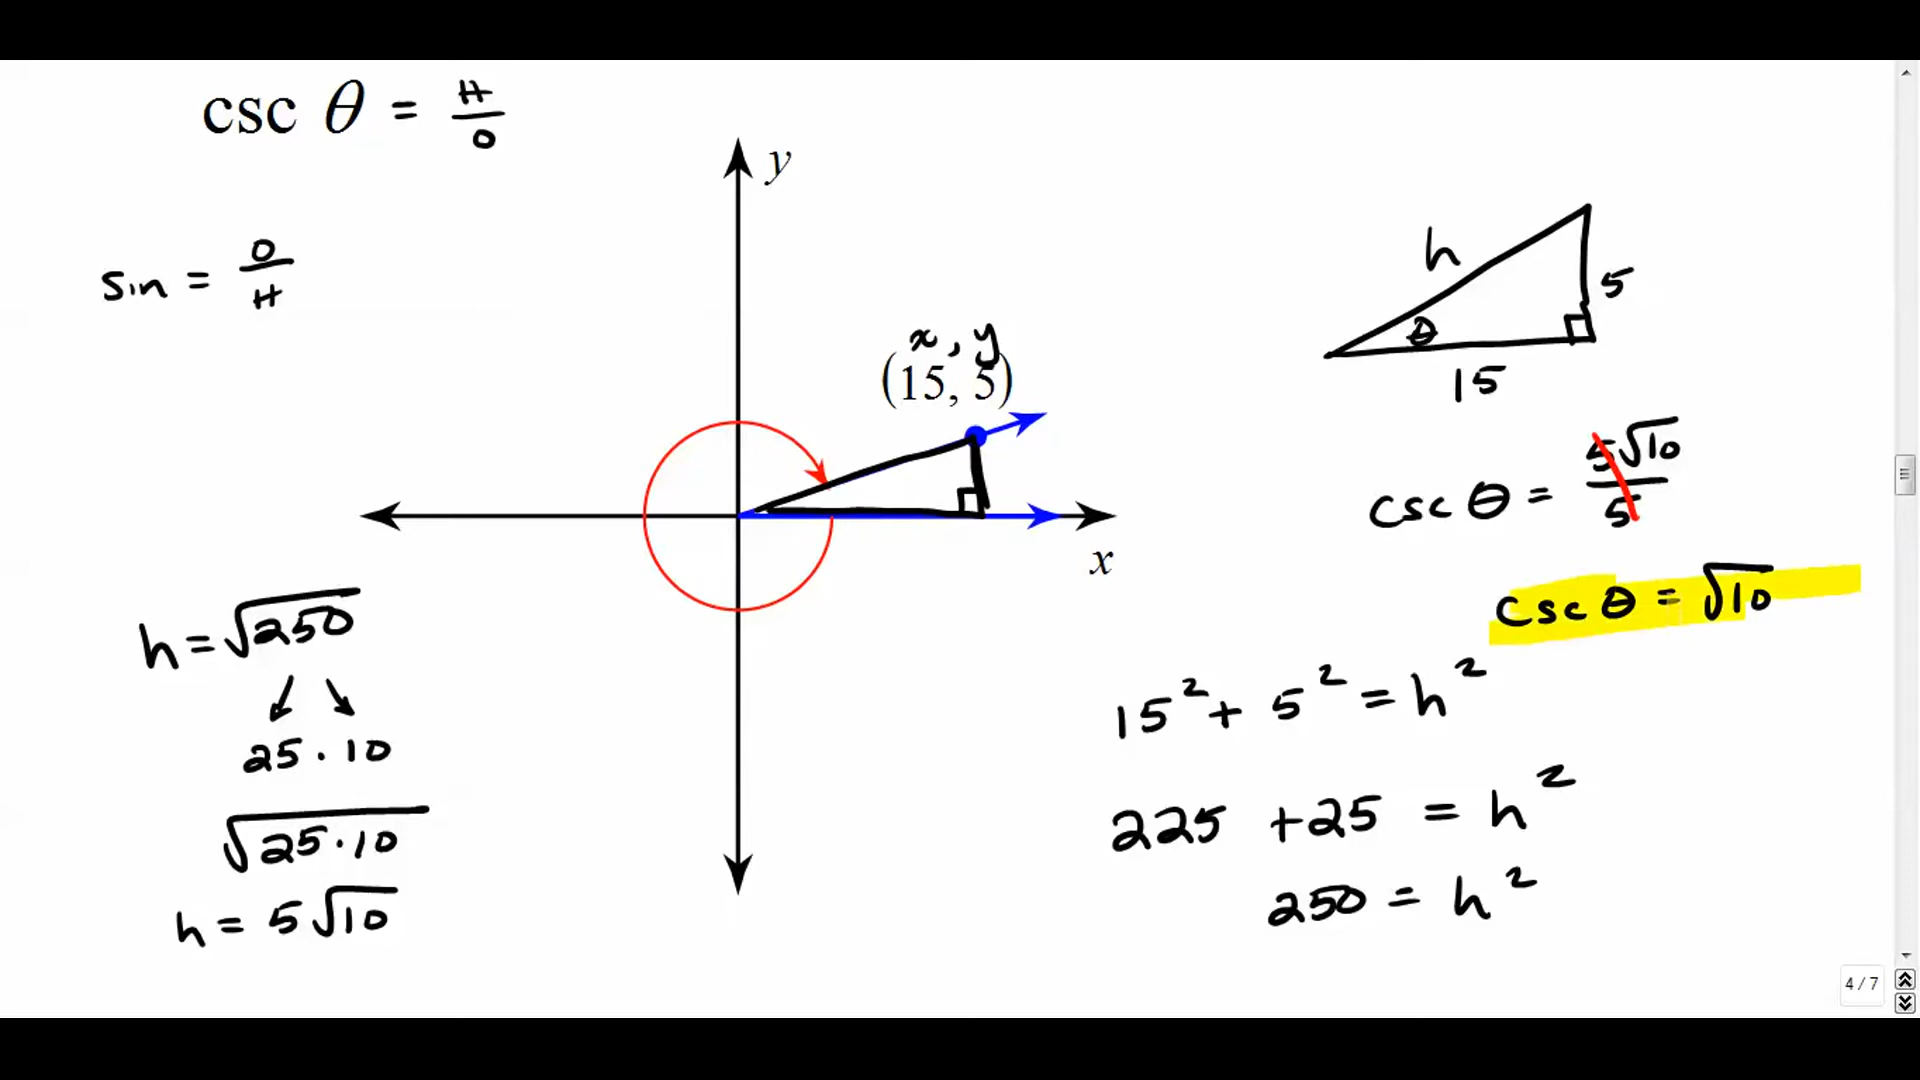 csc θ = H/O
y
sin = O/H
x, y
(15, 5)
x
h
5
θ
15
csc θ = 5√10/5
csc θ = √10
h = √250
25 · 10
√25 · 10
h = 5√10
15² + 5² = h²
225 + 25 = h²
250 = h²
4 / 7